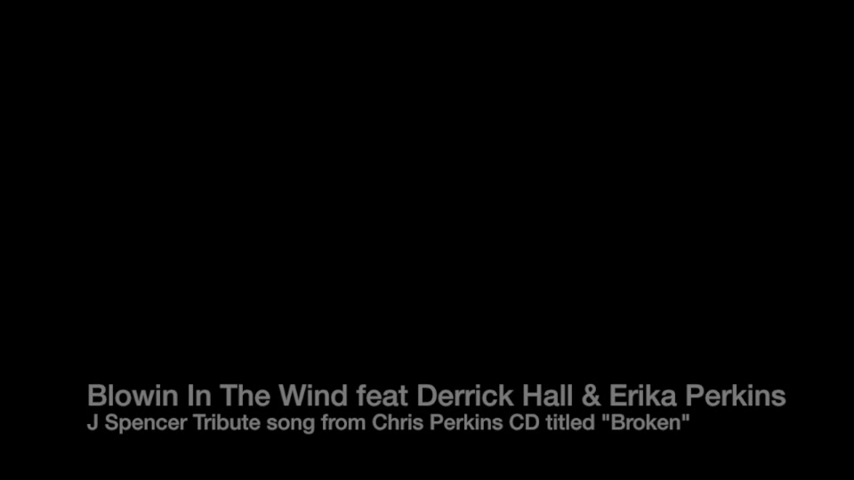 Blowin In The Wind feat Derrick Hall & Erika Perkins
J Spencer Tribute song from Chris Perkins CD titled "Broken"